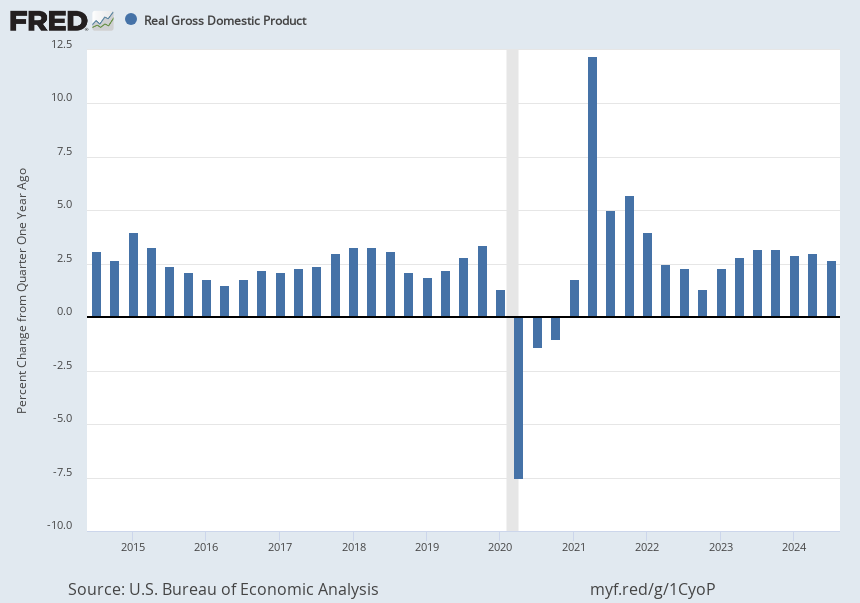 FRED
Real Gross Domestic Product
12.5
10.0
7.5
5.0
2.5
0.0
-2.5
-5.0
-7.5
-10.0
Percent Change from Quarter One Year Ago
2015 2016 2017 2018 2019 2020 2021 2022 2023 2024
Source: U.S. Bureau of Economic Analysis
myf.red/g/1CyoP